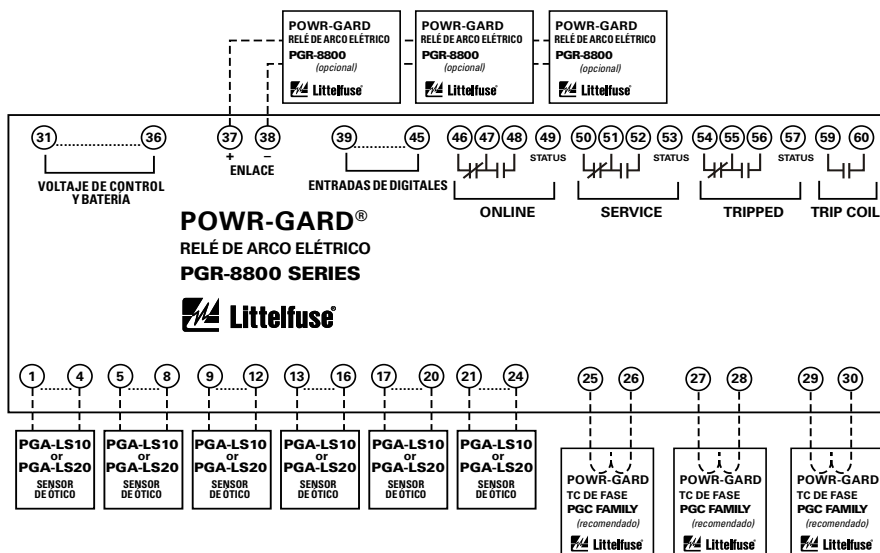 POWR-GARD POWR-GARD POWR-GARD
RELÉ DE ARCO ELÉTRICO RELÉ DE ARCO ELÉTRICO RELÉ DE ARCO ELÉTRICO
PGR-8800 PGR-8800 PGR-8800
(opcional) (opcional) (opcional)
Littelfuse Littelfuse Littelfuse
31 36 37 38 39 45 46 47 48 49 50 51 52 53 54 55 56 57 59 60
+ – STATUS STATUS STATUS
ENLACE
VOLTAJE DE CONTROL
Y BATERÍA
ENTRADAS DE DIGITALES
ONLINE SERVICE TRIPPED TRIP COIL
POWR-GARD®
RELÉ DE ARCO ELÉTRICO
PGR-8800 SERIES
Littelfuse®
1 4 5 8 9 12 13 16 17 20 21 24 25 26 27 28 29 30
PGA-LS10 PGA-LS10 PGA-LS10 PGA-LS10 PGA-LS10 PGA-LS10
or or or or or or
PGA-LS20 PGA-LS20 PGA-LS20 PGA-LS20 PGA-LS20 PGA-LS20
SENSOR SENSOR SENSOR SENSOR SENSOR SENSOR
DE ÓTICO DE ÓTICO DE ÓTICO DE ÓTICO DE ÓTICO DE ÓTICO
POWR-GARD POWR-GARD POWR-GARD
TC DE FASE TC DE FASE TC DE FASE
PGC FAMILY PGC FAMILY PGC FAMILY
(recomendado) (recomendado) (recomendado)
Littelfuse Littelfuse Littelfuse